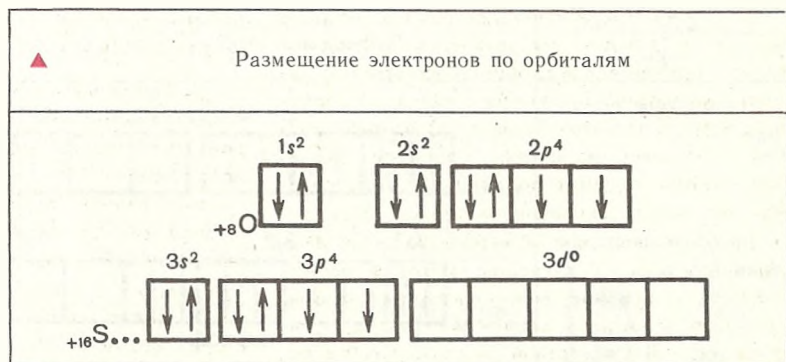 Размещение электронов по орбиталям
1s² 2s² 2p⁴
₊₈O
3s² 3p⁴ 3d⁰
₊₁₆S...